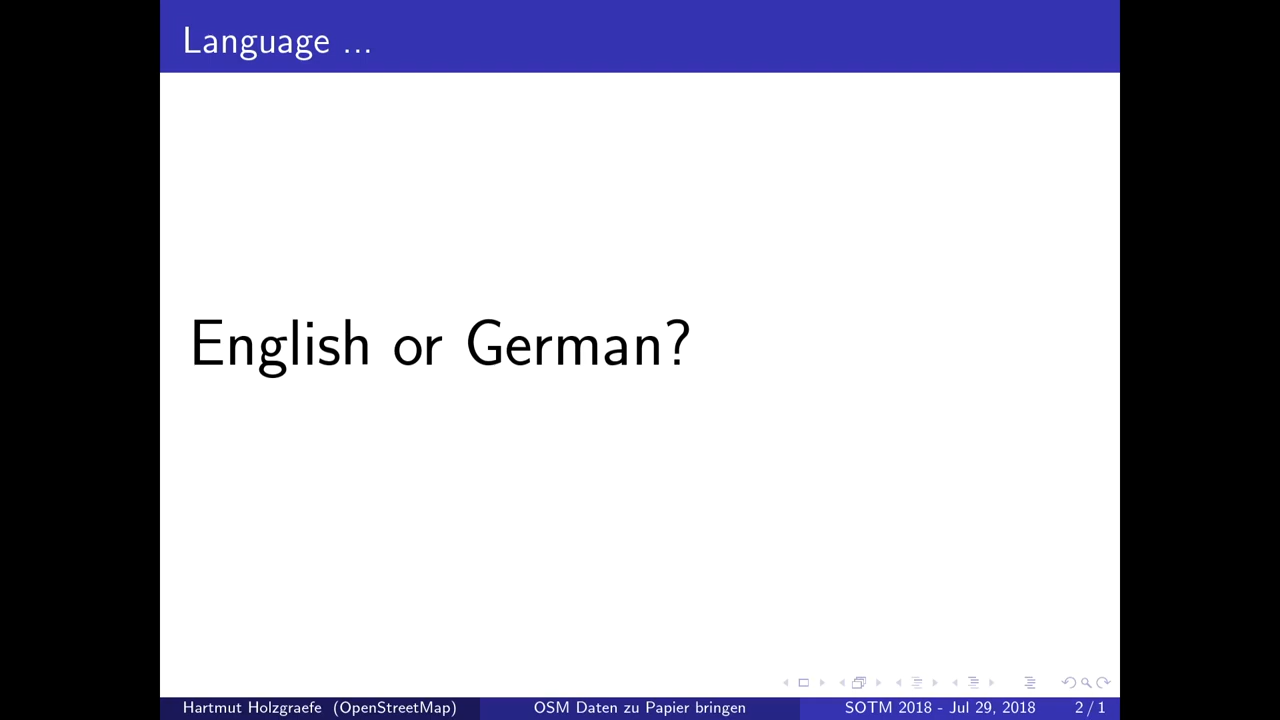 Language ...
English or German?
Hartmut Holzgraefe (OpenStreetMap) OSM Daten zu Papier bringen SOTM 2018 - Jul 29, 2018 2 / 1